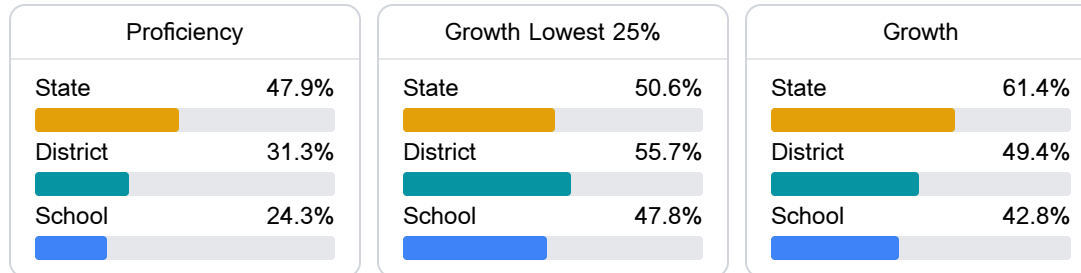 Proficiency
State 47.9%
District 31.3%
School 24.3%
Growth Lowest 25%
State 50.6%
District 55.7%
School 47.8%
Growth
State 61.4%
District 49.4%
School 42.8%